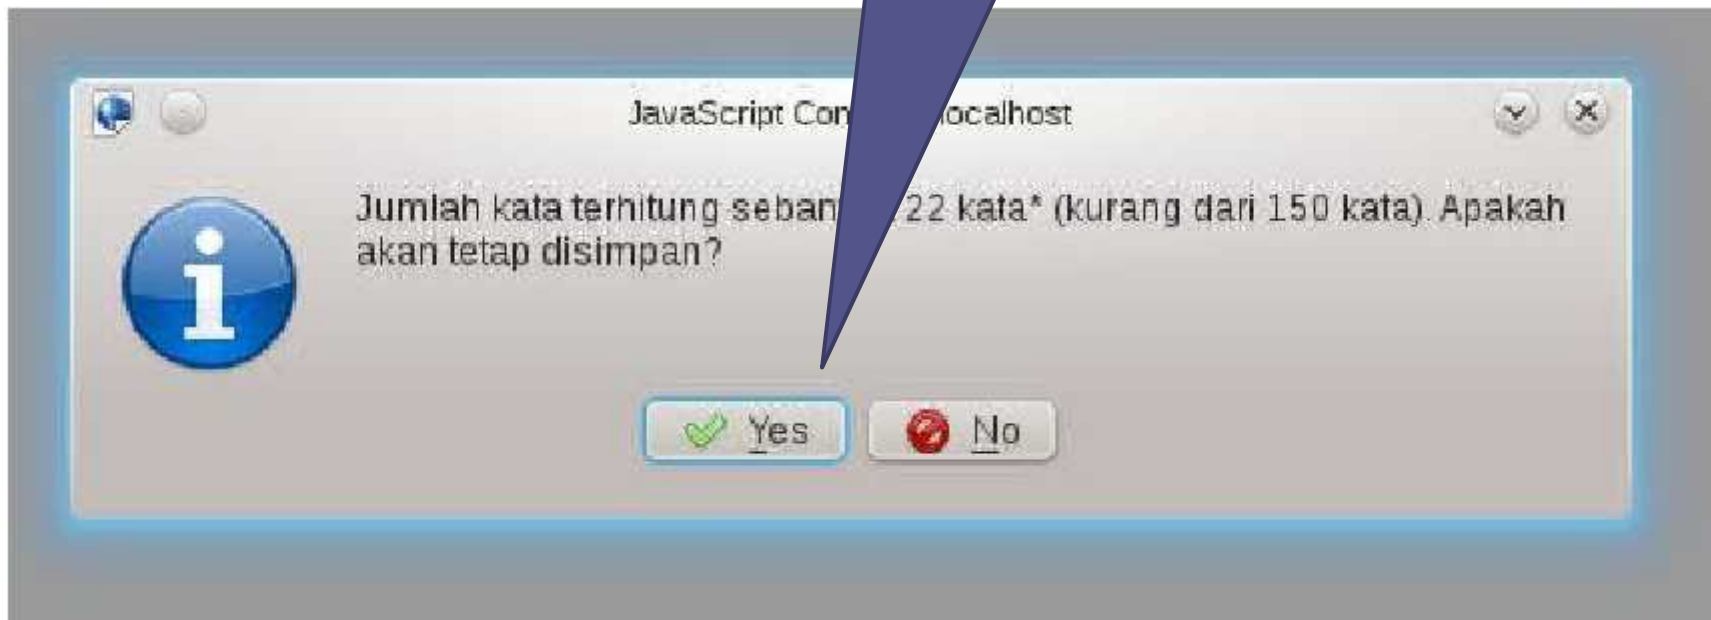 JavaScript Con localhost
Jumlah kata terhitung seban 22 kata* (kurang dari 150 kata). Apakah
akan tetap disimpan?
Yes
No